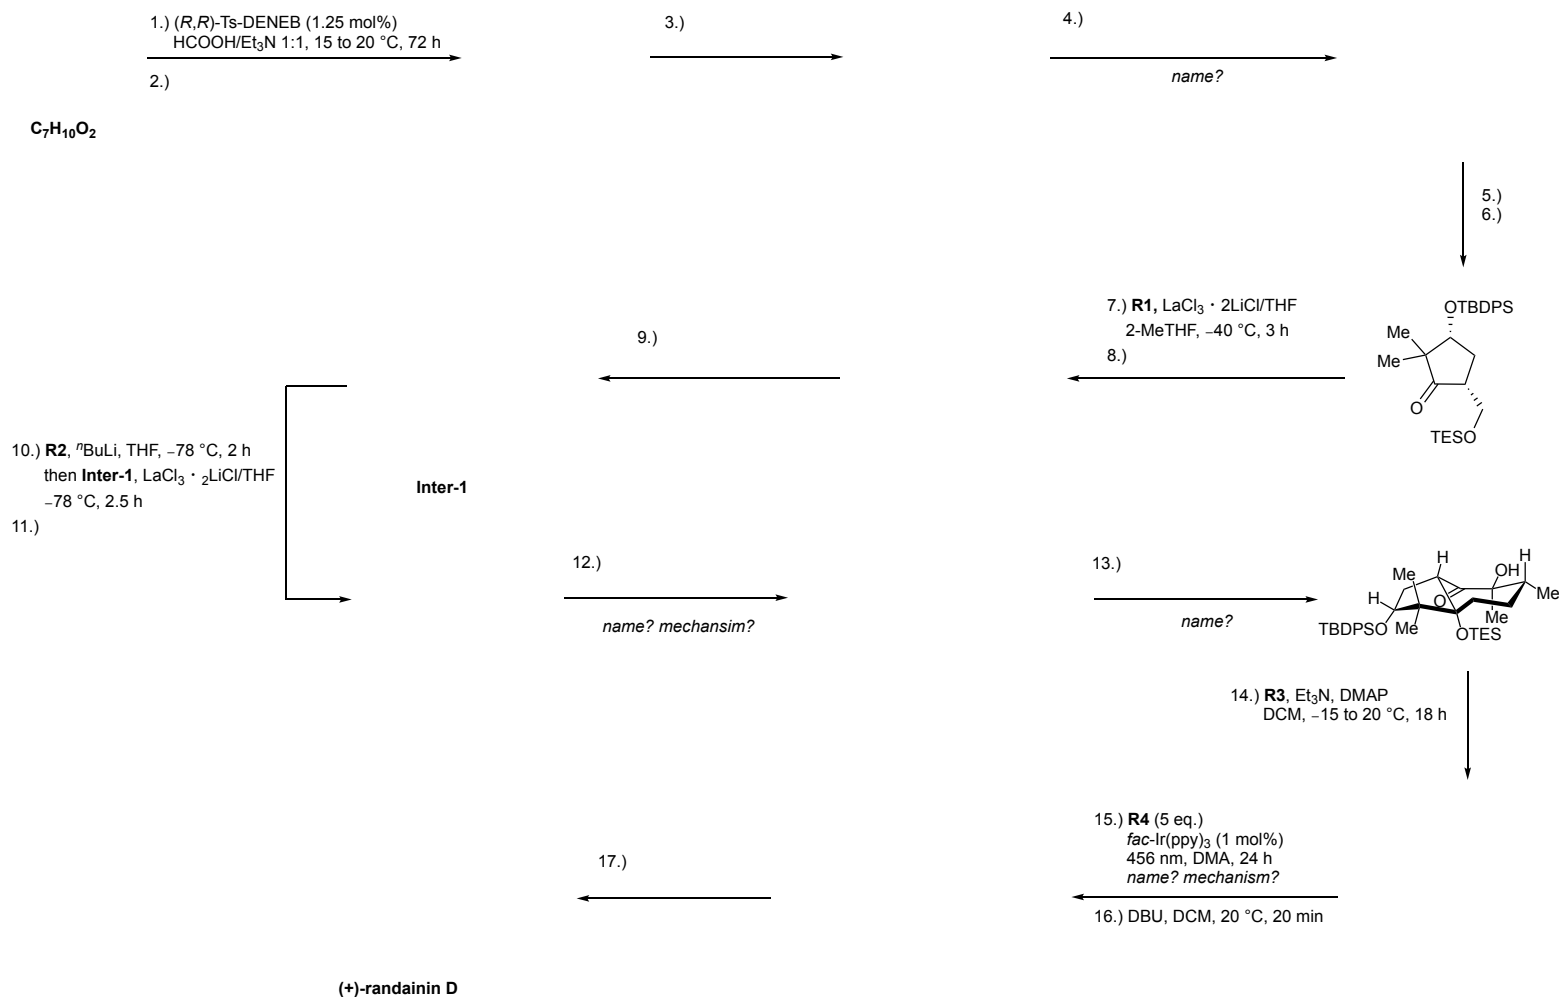 1.) (R,R)-Ts-DENEB (1.25 mol%)
HCOOH/Et₃N 1:1, 15 to 20 °C, 72 h
2.)
3.)
4.)
name?
C₇H₁₀O₂
5.)
6.)
OTBDPS
Me
Me
O
TESO
7.) R1, LaCl₃ · 2LiCl/THF
2-MeTHF, −40 °C, 3 h
8.)
9.)
10.) R2, ⁿBuLi, THF, −78 °C, 2 h
then Inter-1, LaCl₃ · ₂LiCl/THF
−78 °C, 2.5 h
11.)
Inter-1
12.)
name? mechansim?
13.)
name?
H
H
Me
OH
Me
H
O
Me
TBDPSO
Me
OTES
14.) R3, Et₃N, DMAP
DCM, −15 to 20 °C, 18 h
15.) R4 (5 eq.)
fac-Ir(ppy)₃ (1 mol%)
456 nm, DMA, 24 h
name? mechanism?
16.) DBU, DCM, 20 °C, 20 min
17.)
(+)-randainin D